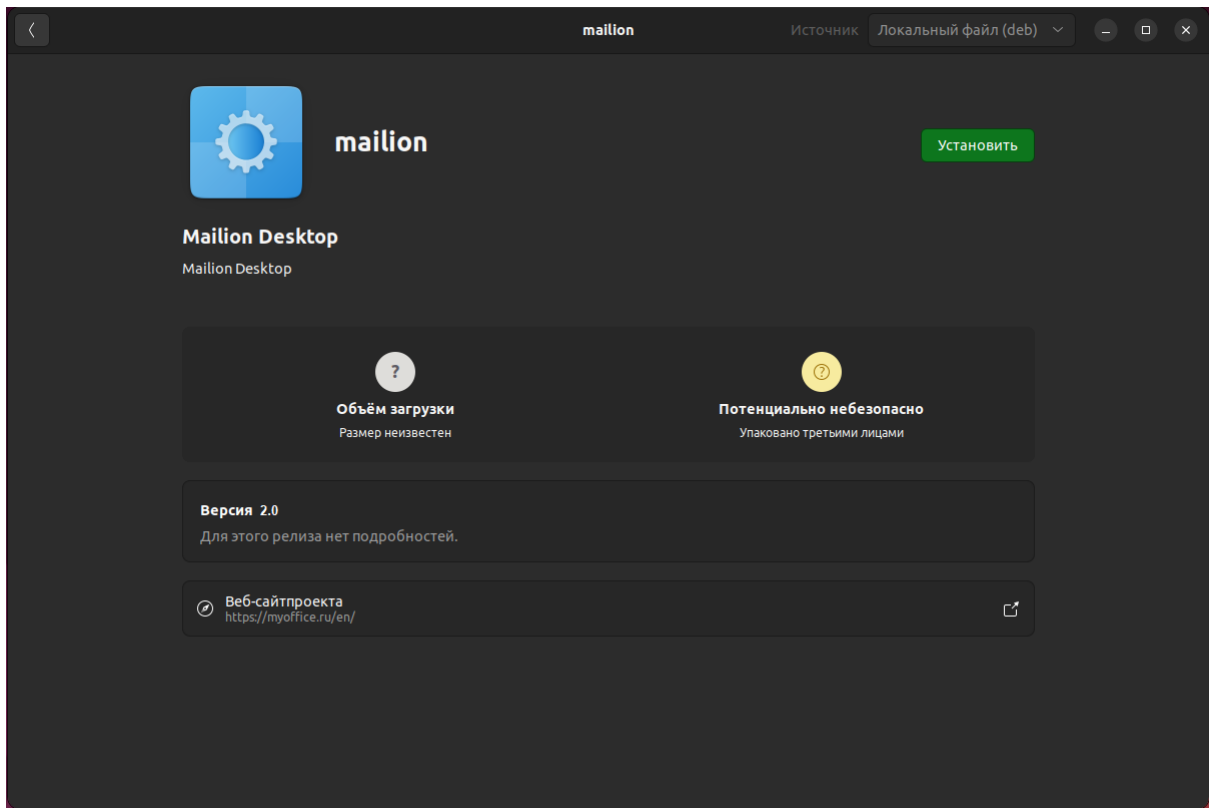 mailion
Источник Локальный файл (deb)
mailion
Установить
Mailion Desktop
Mailion Desktop
?
?
Объём загрузки
Размер неизвестен
Потенциально небезопасно
Упаковано третьими лицами
Версия 2.0
Для этого релиза нет подробностей.
Веб-сайтпроекта
https://myoffice.ru/en/